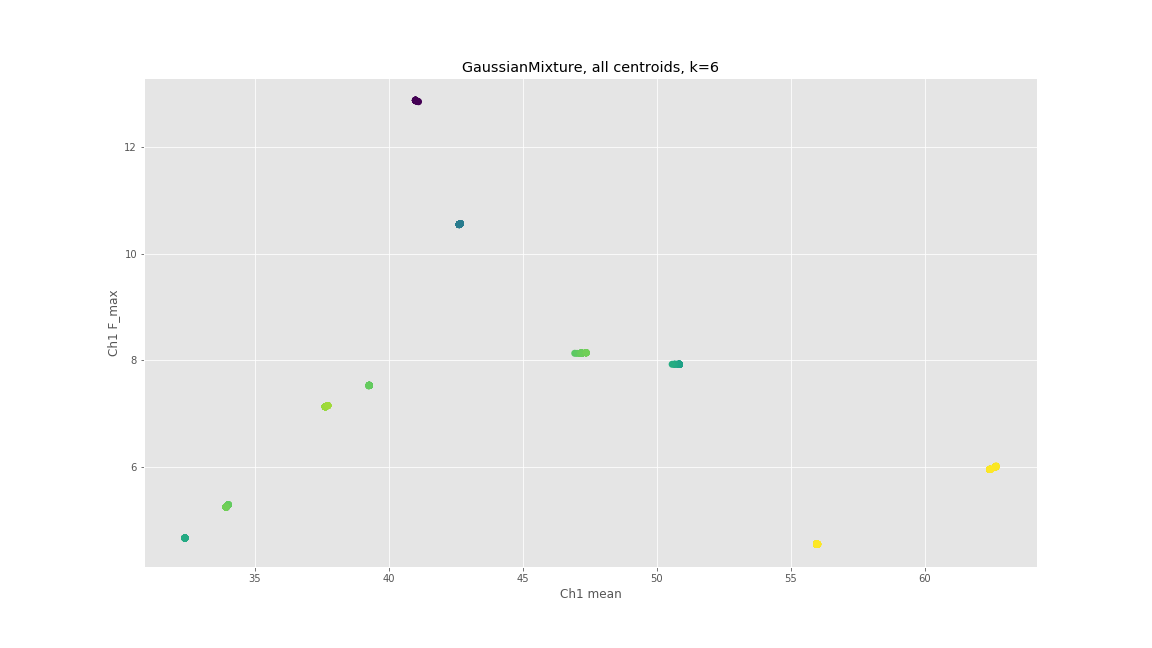 GaussianMixture, all centroids, k=6
12
10
8
6
Ch1 F_max
35 40 45 50 55 60
Ch1 mean